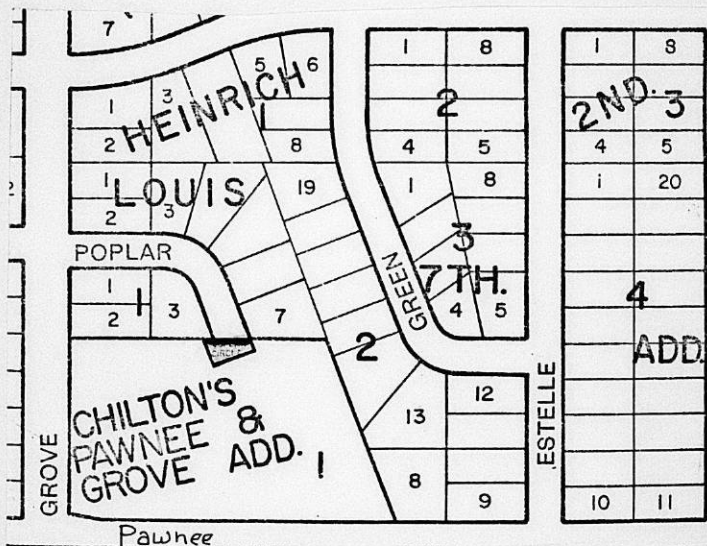 7
5 6
1 8
1 8
1 3
HEINRICH 1
2
2ND. 3
2
8
4 5
4 5
1
LOUIS
19
1
8
i 20
2 3
3
POPLAR
GREEN
7TH.
1
1
2 3
7
4 5
4
2
ADD.
CHILTON'S
PAWNEE &
GROVE ADD. 1
13
12
8
9
10 11
GROVE
ESTELLE
Pawnee